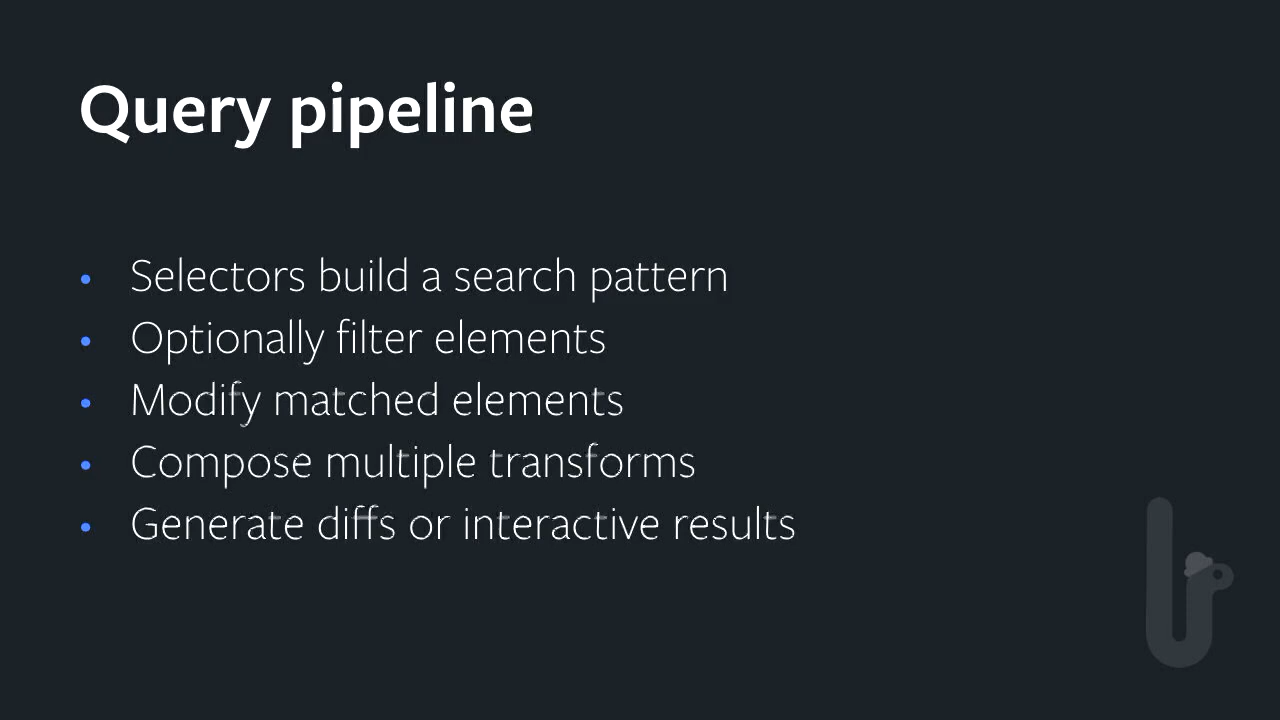 Query pipeline
• Selectors build a search pattern
• Optionally filter elements
• Modify matched elements
• Compose multiple transforms
• Generate diffs or interactive results